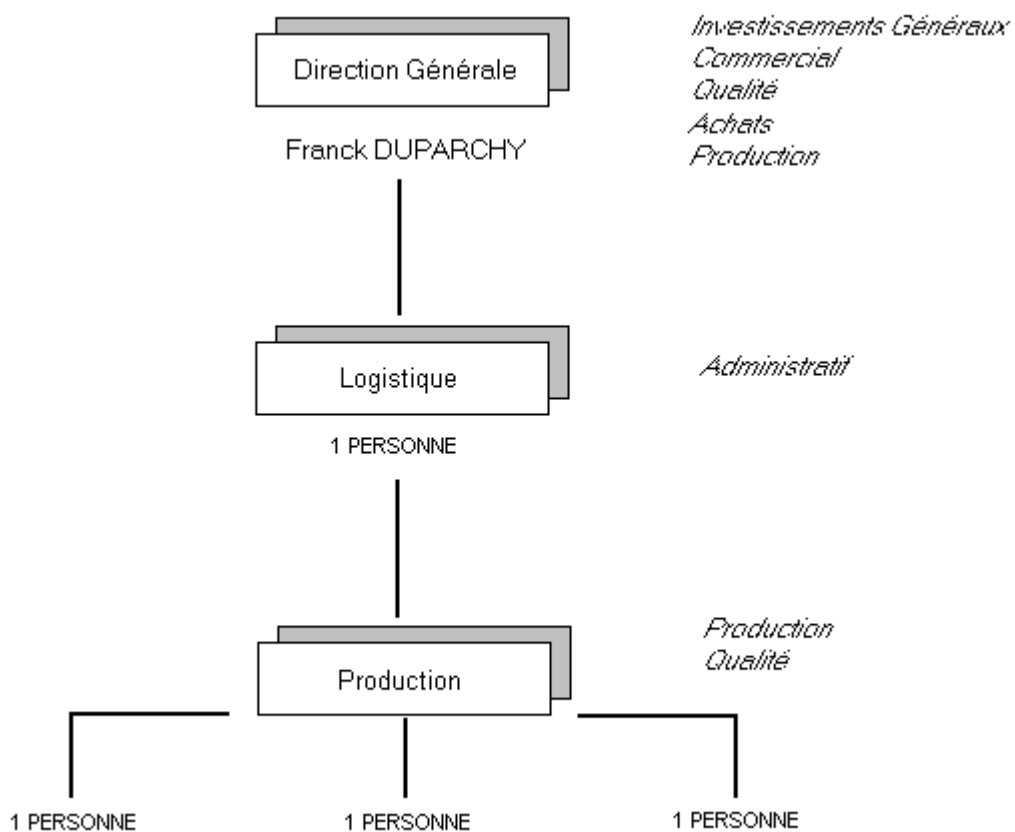 Direction Générale
Franck DUPARCHY
Investissements Généraux
Commercial
Qualité
Achats
Production
Logistique
1 PERSONNE
Administratif
Production
Production
Qualité
1 PERSONNE
1 PERSONNE
1 PERSONNE